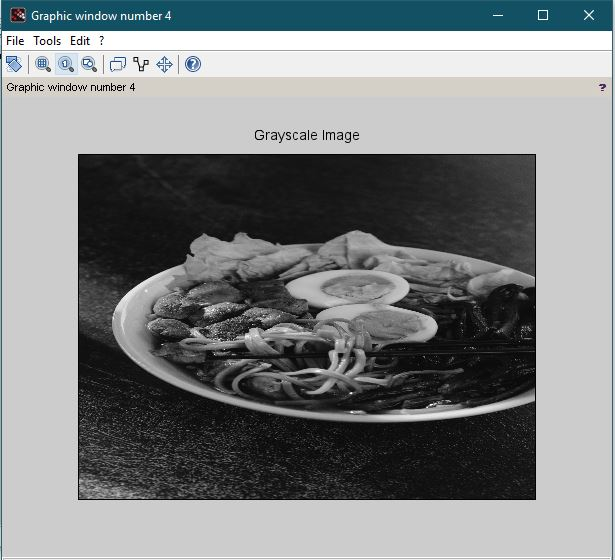 Graphic window number 4
File Tools Edit ?
Graphic window number 4 ?
Grayscale Image